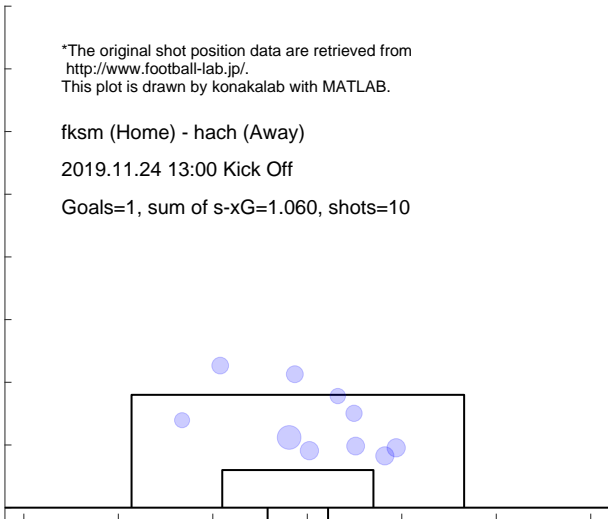 *The original shot position data are retrieved from
http://www.football-lab.jp/.
This plot is drawn by konakalab with MATLAB.
fksm (Home) - hach (Away)
2019.11.24 13:00 Kick Off
Goals=1, sum of s-xG=1.060, shots=10